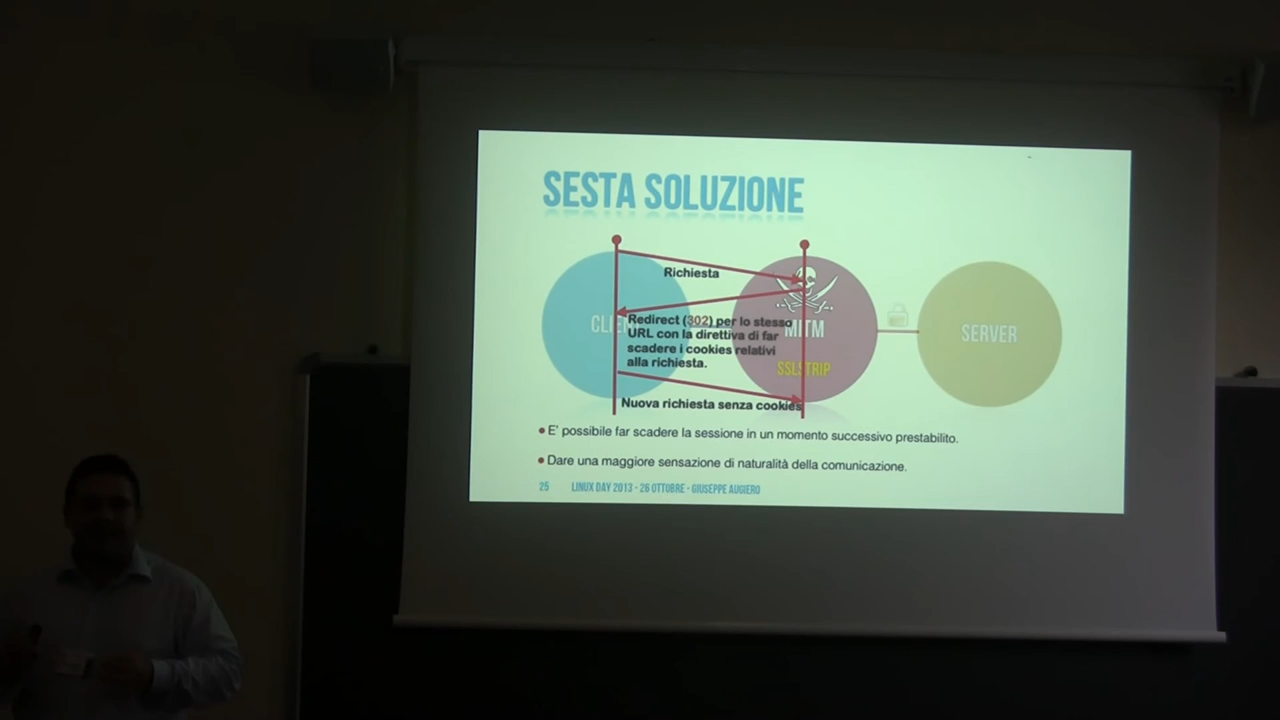 SESTA SOLUZIONE
Richiesta
CLIENT
Redirect (302) per lo stesso
URL con la direttiva di far
scadere i cookies relativi
alla richiesta.
MITM
SSLSTRIP
SERVER
Nuova richiesta senza cookies
E' possibile far scadere la sessione in un momento successivo prestabilito.
Dare una maggiore sensazione di naturalità della comunicazione.
25 LINUX DAY 2013 - 26 OTTOBRE - GIUSEPPE AUGIERO